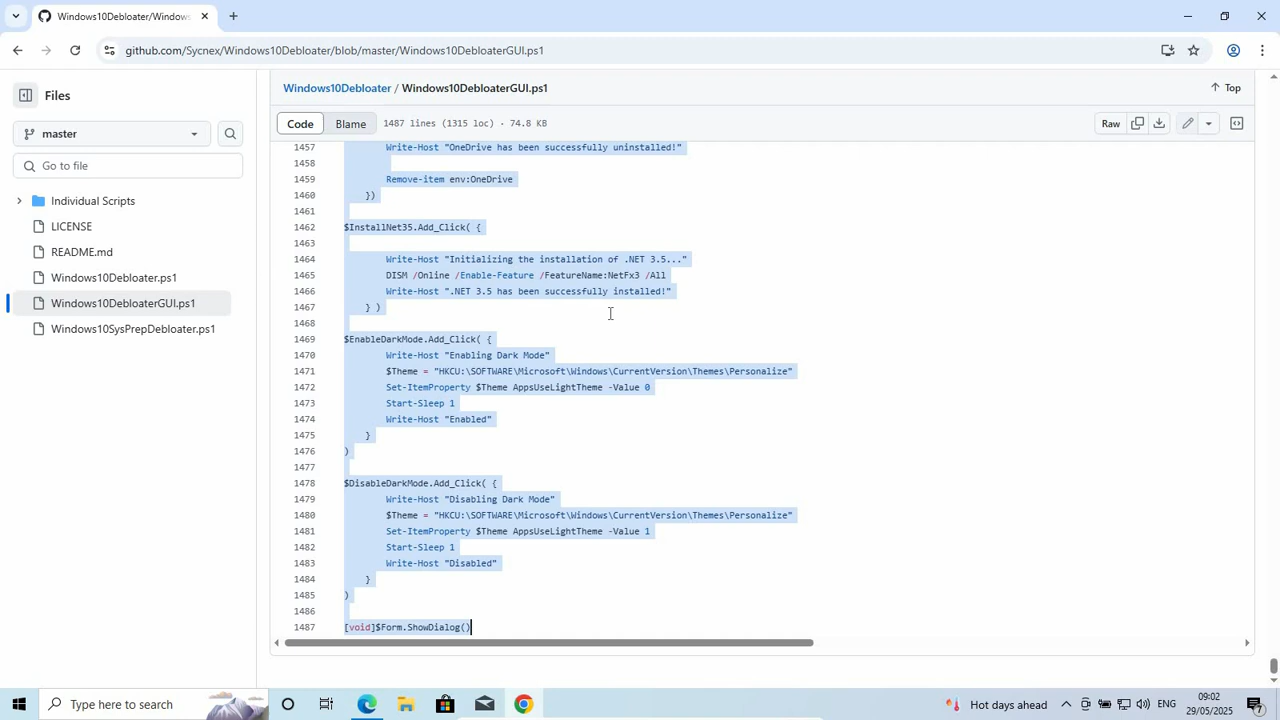 Windows10Debloater/Windows
github.com/Sycnex/Windows10Debloater/blob/master/Windows10DebloaterGUI.ps1
Files
master
Go to file
Individual Scripts
LICENSE
README.md
Windows10Debloater.ps1
Windows10DebloaterGUI.ps1
Windows10SysPrepDebloater.ps1
Windows10Debloater / Windows10DebloaterGUI.ps1
Top
Code
Blame
1487 lines (1315 loc) · 74.8 KB
Raw
1457 Write-Host "OneDrive has been successfully uninstalled!"
1458
1459 Remove-item env:OneDrive
1460 })
1461
1462 $InstallNet35.Add_Click( {
1463
1464 Write-Host "Initializing the installation of .NET 3.5..."
1465 DISM /Online /Enable-Feature /FeatureName:NetFx3 /All
1466 Write-Host ".NET 3.5 has been successfully installed!"
1467 } )
1468
1469 $EnableDarkMode.Add_Click( {
1470 Write-Host "Enabling Dark Mode"
1471 $Theme = "HKCU:\SOFTWARE\Microsoft\Windows\CurrentVersion\Themes\Personalize"
1472 Set-ItemProperty $Theme AppsUseLightTheme -Value 0
1473 Start-Sleep 1
1474 Write-Host "Enabled"
1475 }
1476 )
1477
1478 $DisableDarkMode.Add_Click( {
1479 Write-Host "Disabling Dark Mode"
1480 $Theme = "HKCU:\SOFTWARE\Microsoft\Windows\CurrentVersion\Themes\Personalize"
1481 Set-ItemProperty $Theme AppsUseLightTheme -Value 1
1482 Start-Sleep 1
1483 Write-Host "Disabled"
1484 }
1485 )
1486
1487 [void]$Form.ShowDialog()
Type here to search
Hot days ahead
ENG
09:02
29/05/2025
7